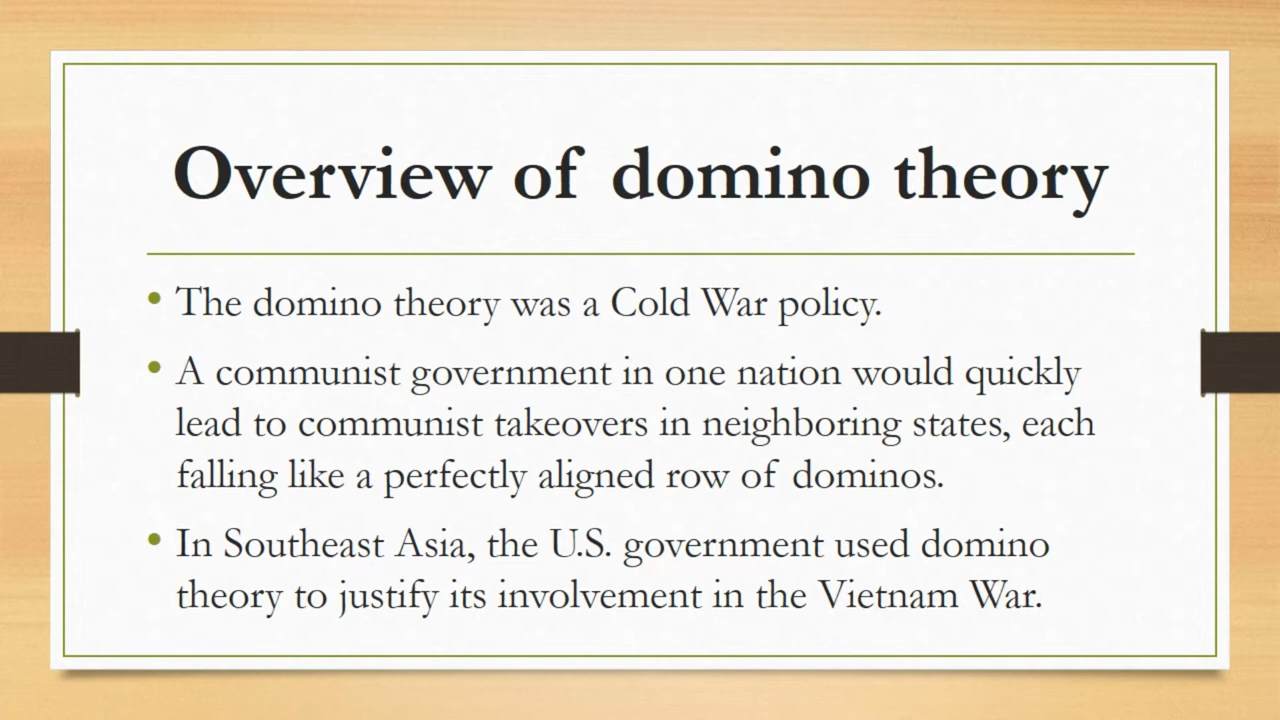 Overview of domino theory
• The domino theory was a Cold War policy.
• A communist government in one nation would quickly
lead to communist takeovers in neighboring states, each
falling like a perfectly aligned row of dominos.
• In Southeast Asia, the U.S. government used domino
theory to justify its involvement in the Vietnam War.